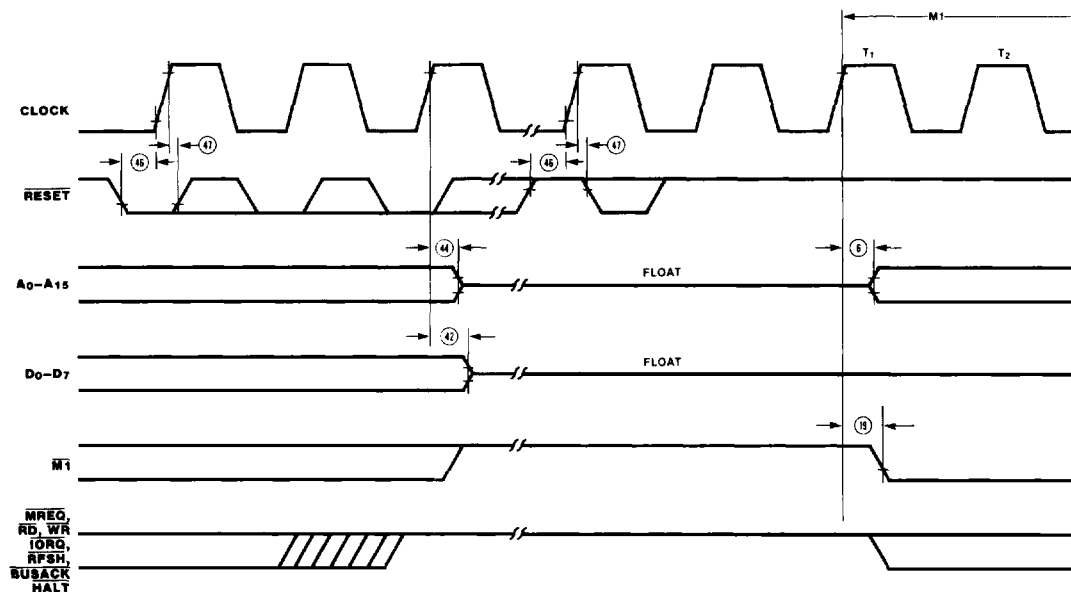 M1
T1
T2
CLOCK
47
47
46
46
RESET
44
6
A0–A15
FLOAT
42
D0–D7
FLOAT
19
M1
MREQ,
RD, WR
IORQ,
RFSH,
BUSACK
HALT